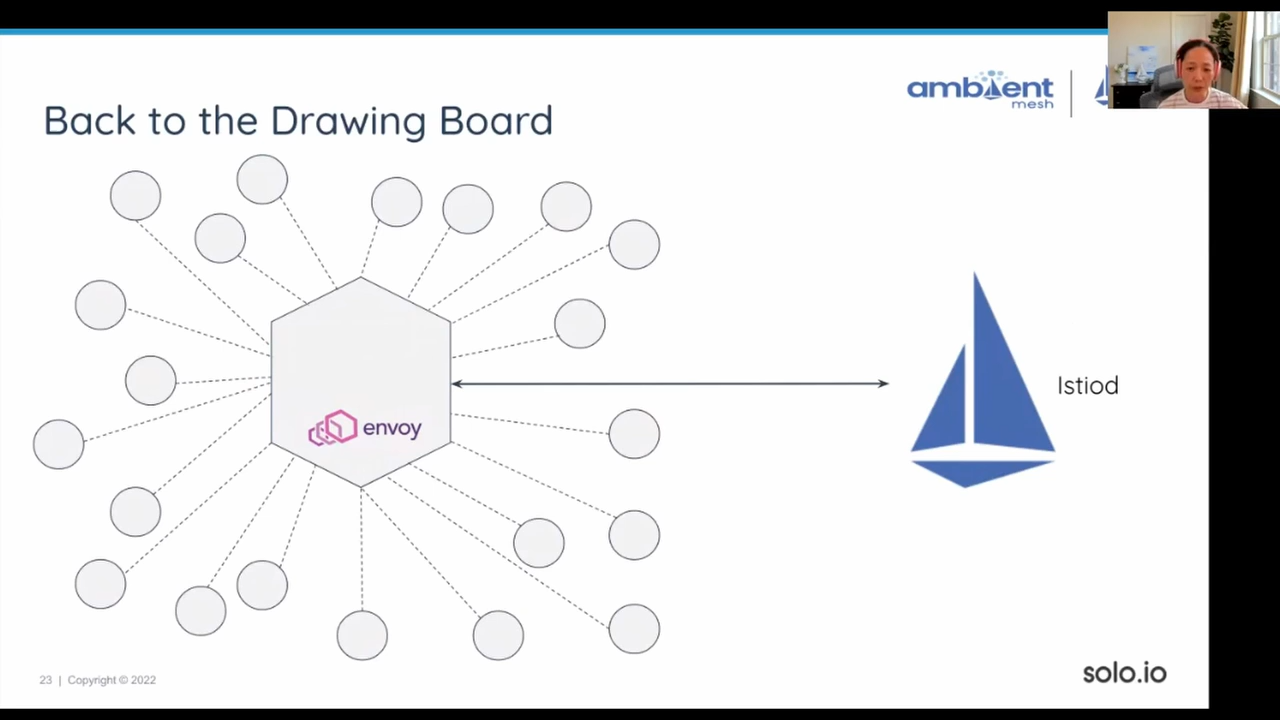 ambient
mesh
Back to the Drawing Board
envoy
Istiod
23 | Copyright © 2022
solo.io